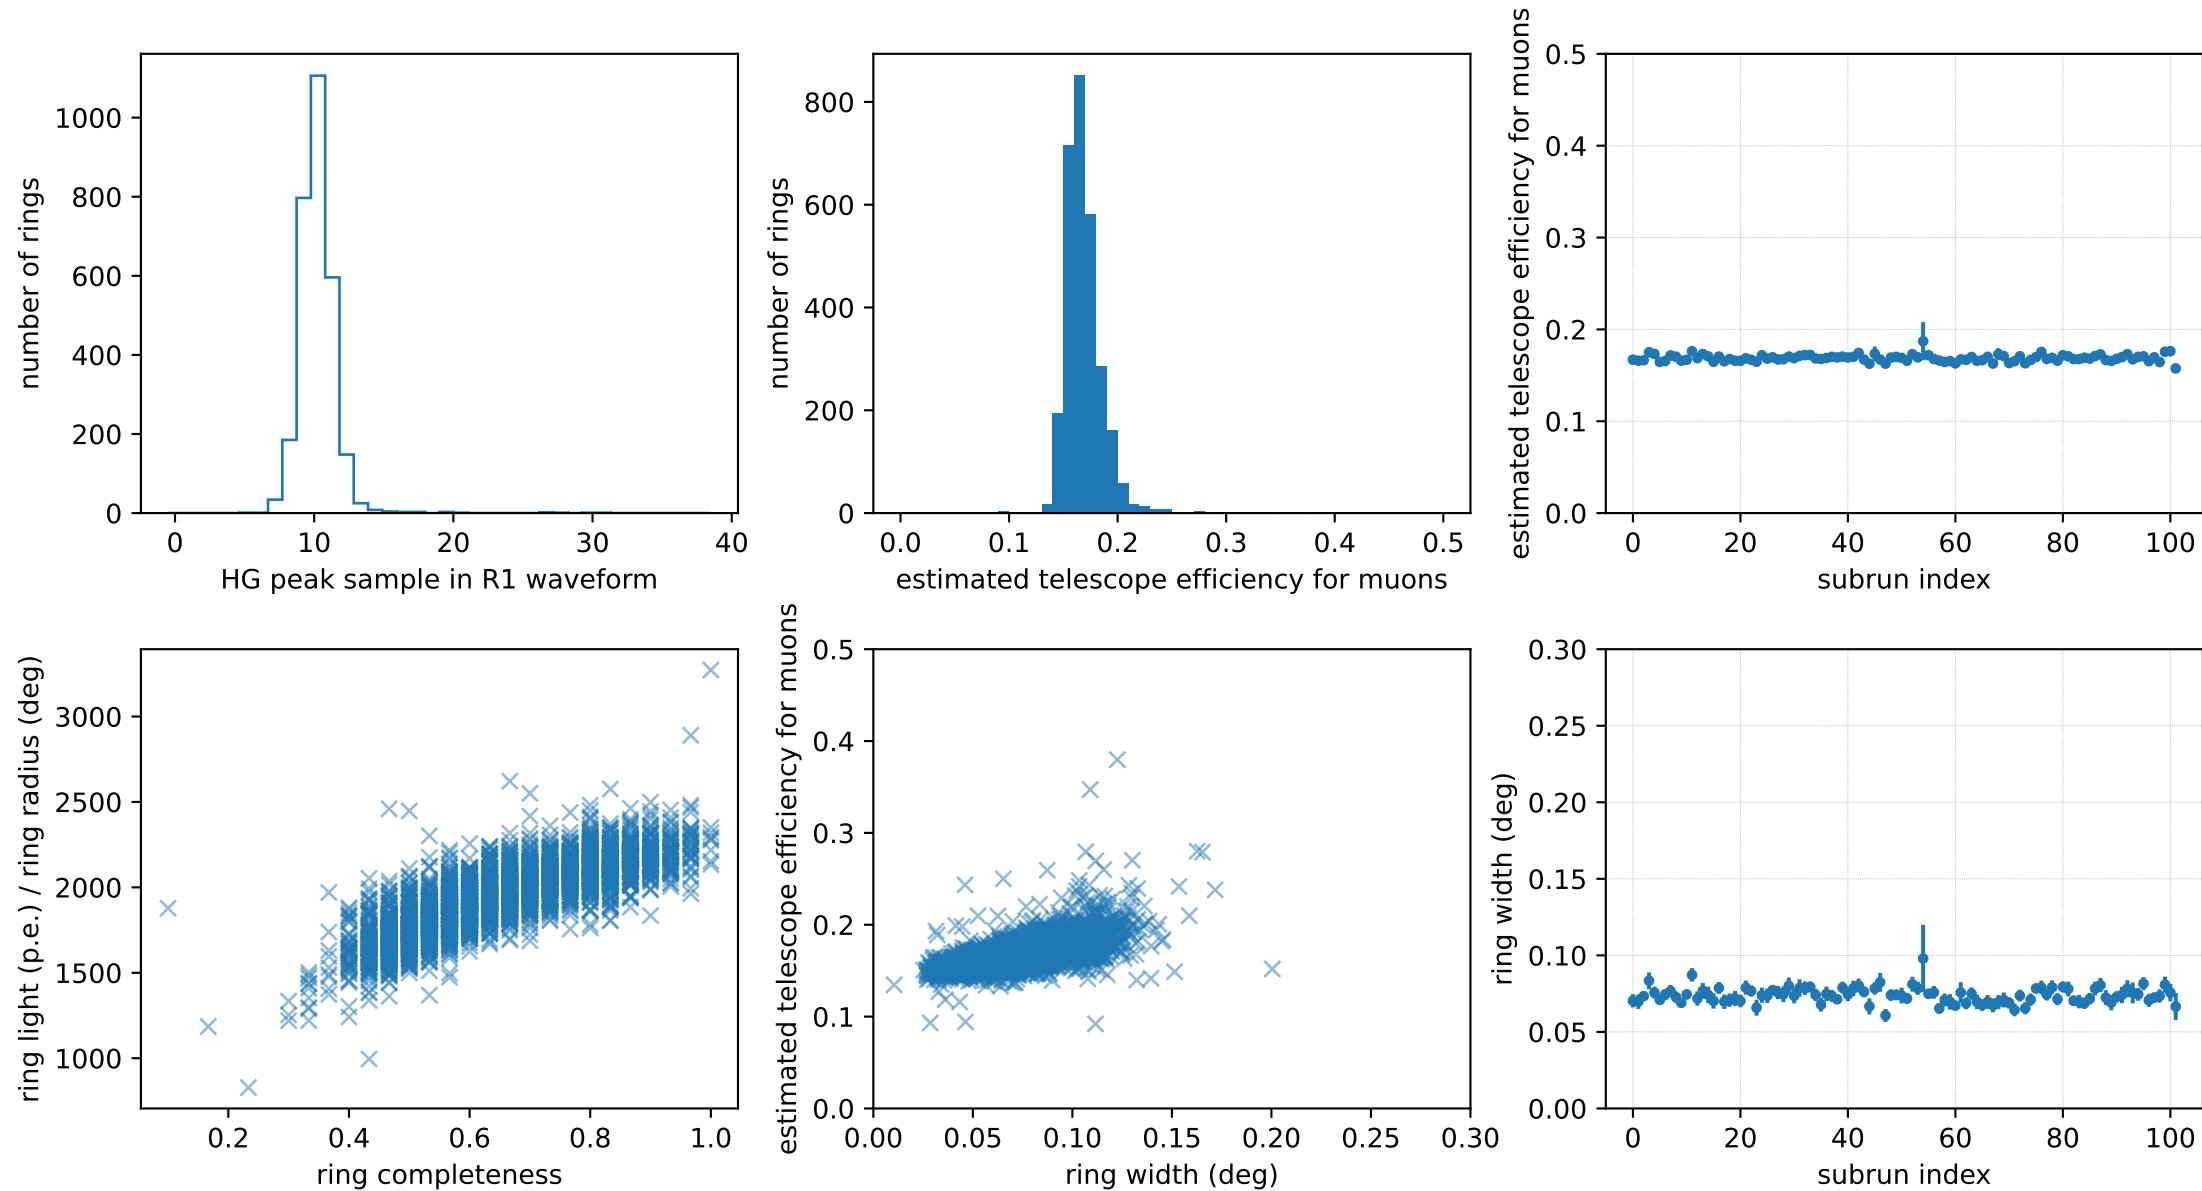 number of rings
1000
800
600
400
200
0
0 10 20 30 40
HG peak sample in R1 waveform
number of rings
800
600
400
200
0
0.0 0.1 0.2 0.3 0.4 0.5
estimated telescope efficiency for muons
estimated telescope efficiency for muons
0.5
0.4
0.3
0.2
0.1
0.0
0 20 40 60 80 100
subrun index
ring light (p.e.) / ring radius (deg)
3000
2500
2000
1500
1000
0.2 0.4 0.6 0.8 1.0
ring completeness
estimated telescope efficiency for muons
0.5
0.4
0.3
0.2
0.1
0.0
0.00 0.05 0.10 0.15 0.20 0.25 0.30
ring width (deg)
ring width (deg)
0.30
0.25
0.20
0.15
0.10
0.05
0.00
0 20 40 60 80 100
subrun index